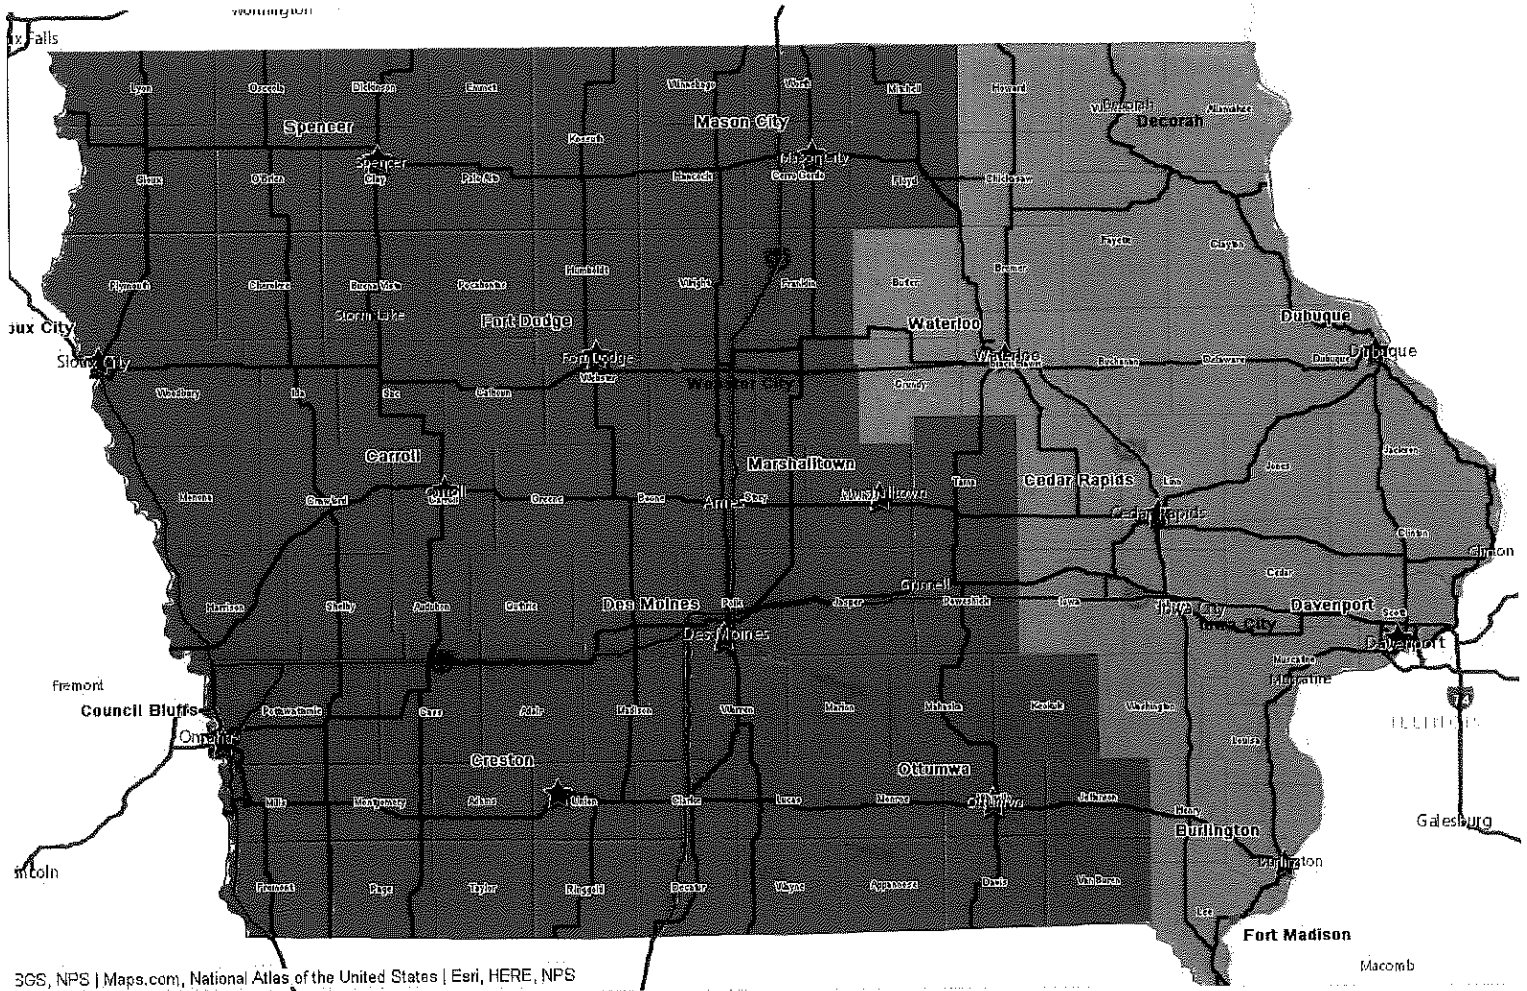 Worthington
ux Falls
Lyon
Osceola
Dickinson
Emmet
Winnebago
Worth
Mitchell
Howard
Allamakee
Decorah
Spencer
Mason City
Kossuth
Spencer
Mason City
Sioux
O'Brien
Clay
Palo Alto
Hancock
Cerro Gordo
Floyd
Chickasaw
Fayette
Clayton
Plymouth
Cherokee
Buena Vista
Pocahontas
Humboldt
Wright
Franklin
Butler
Bremer
Storm Lake
Fort Dodge
Waterloo
Dubuque
oux City
Sioux City
Fort Dodge
Waterloo
Buchanan
Delaware
Dubuque
Dubuque
Woodbury
Ida
Sac
Calhoun
Webster
Webster City
Grundy
Carroll
Marshalltown
Cedar Rapids
Jones
Jackson
Monona
Crawford
Carroll
Greene
Boone
Ames
Story
Marshalltown
Tama
Linn
Cedar Rapids
Clinton
Clinton
Cedar
Grinnell
Harrison
Shelby
Audubon
Guthrie
Des Moines
Polk
Jasper
Poweshiek
Iowa
Iowa City
Davenport
Scott
Iowa City
Des Moines
Davenport
Muscatine
Muscatine
Fremont
Council Bluffs
Pottawattamie
Cass
Adair
Madison
Warren
Marion
Mahaska
Keokuk
Washington
74
ILLINOIS
Omaha
Louisa
Creston
Ottumwa
Mills
Montgomery
Adams
Union
Clarke
Lucas
Monroe
Ottumwa
Jefferson
Henry
Burlington
Galesburg
Burlington
incoln
Fremont
Page
Taylor
Ringgold
Decatur
Wayne
Appanoose
Davis
Van Buren
Lee
Fort Madison
Macomb
SGS, NPS | Maps.com, National Atlas of the United States | Esri, HERE, NPS